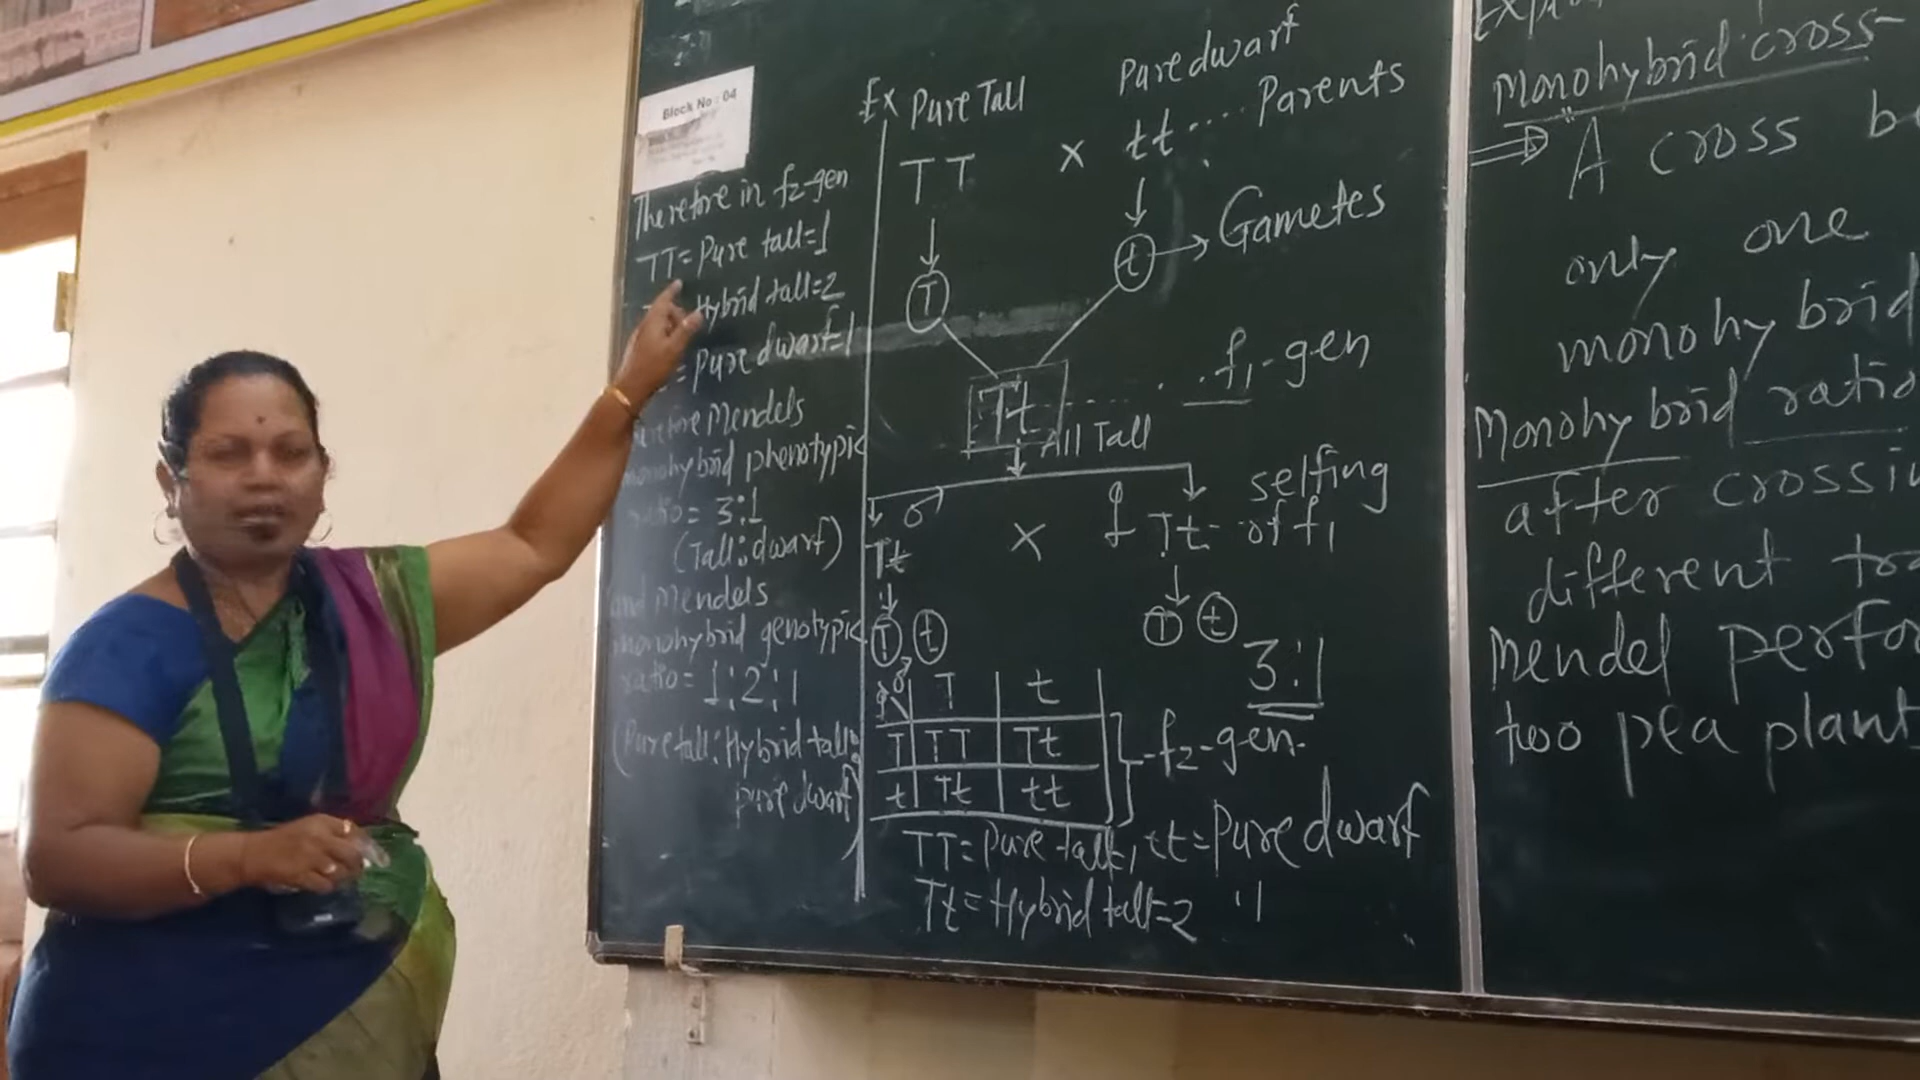 Block No : 04
Therefore in f2-gen
TT = Pure tall = 1
Hybrid tall = 2
= Pure dwarf = 1
Mendels
monohybrid phenotypic
ratio = 3:1
(Tall : dwarf)
and Mendels
monohybrid genotypic
ratio = 1:2:1
(Pure tall : Hybrid tall :
pure dwarf)
Ex Pure Tall Pure dwarf
TT × tt .... Parents
T t → Gametes
Tt ...... f1-gen
All Tall
♂ ♀ selfing
Tt × Tt -- of f1
T t T t
3:1
♂ T t
♀
T TT Tt
t Tt tt
f2-gen-
TT = Pure tall = 1 tt = Pure dwarf
Tt = Hybrid tall = 2 '1
Monohybrid cross-
⇒ A cross
only one
monohybrid
Monohybrid ratio
after
different
Mendel
two pea plant